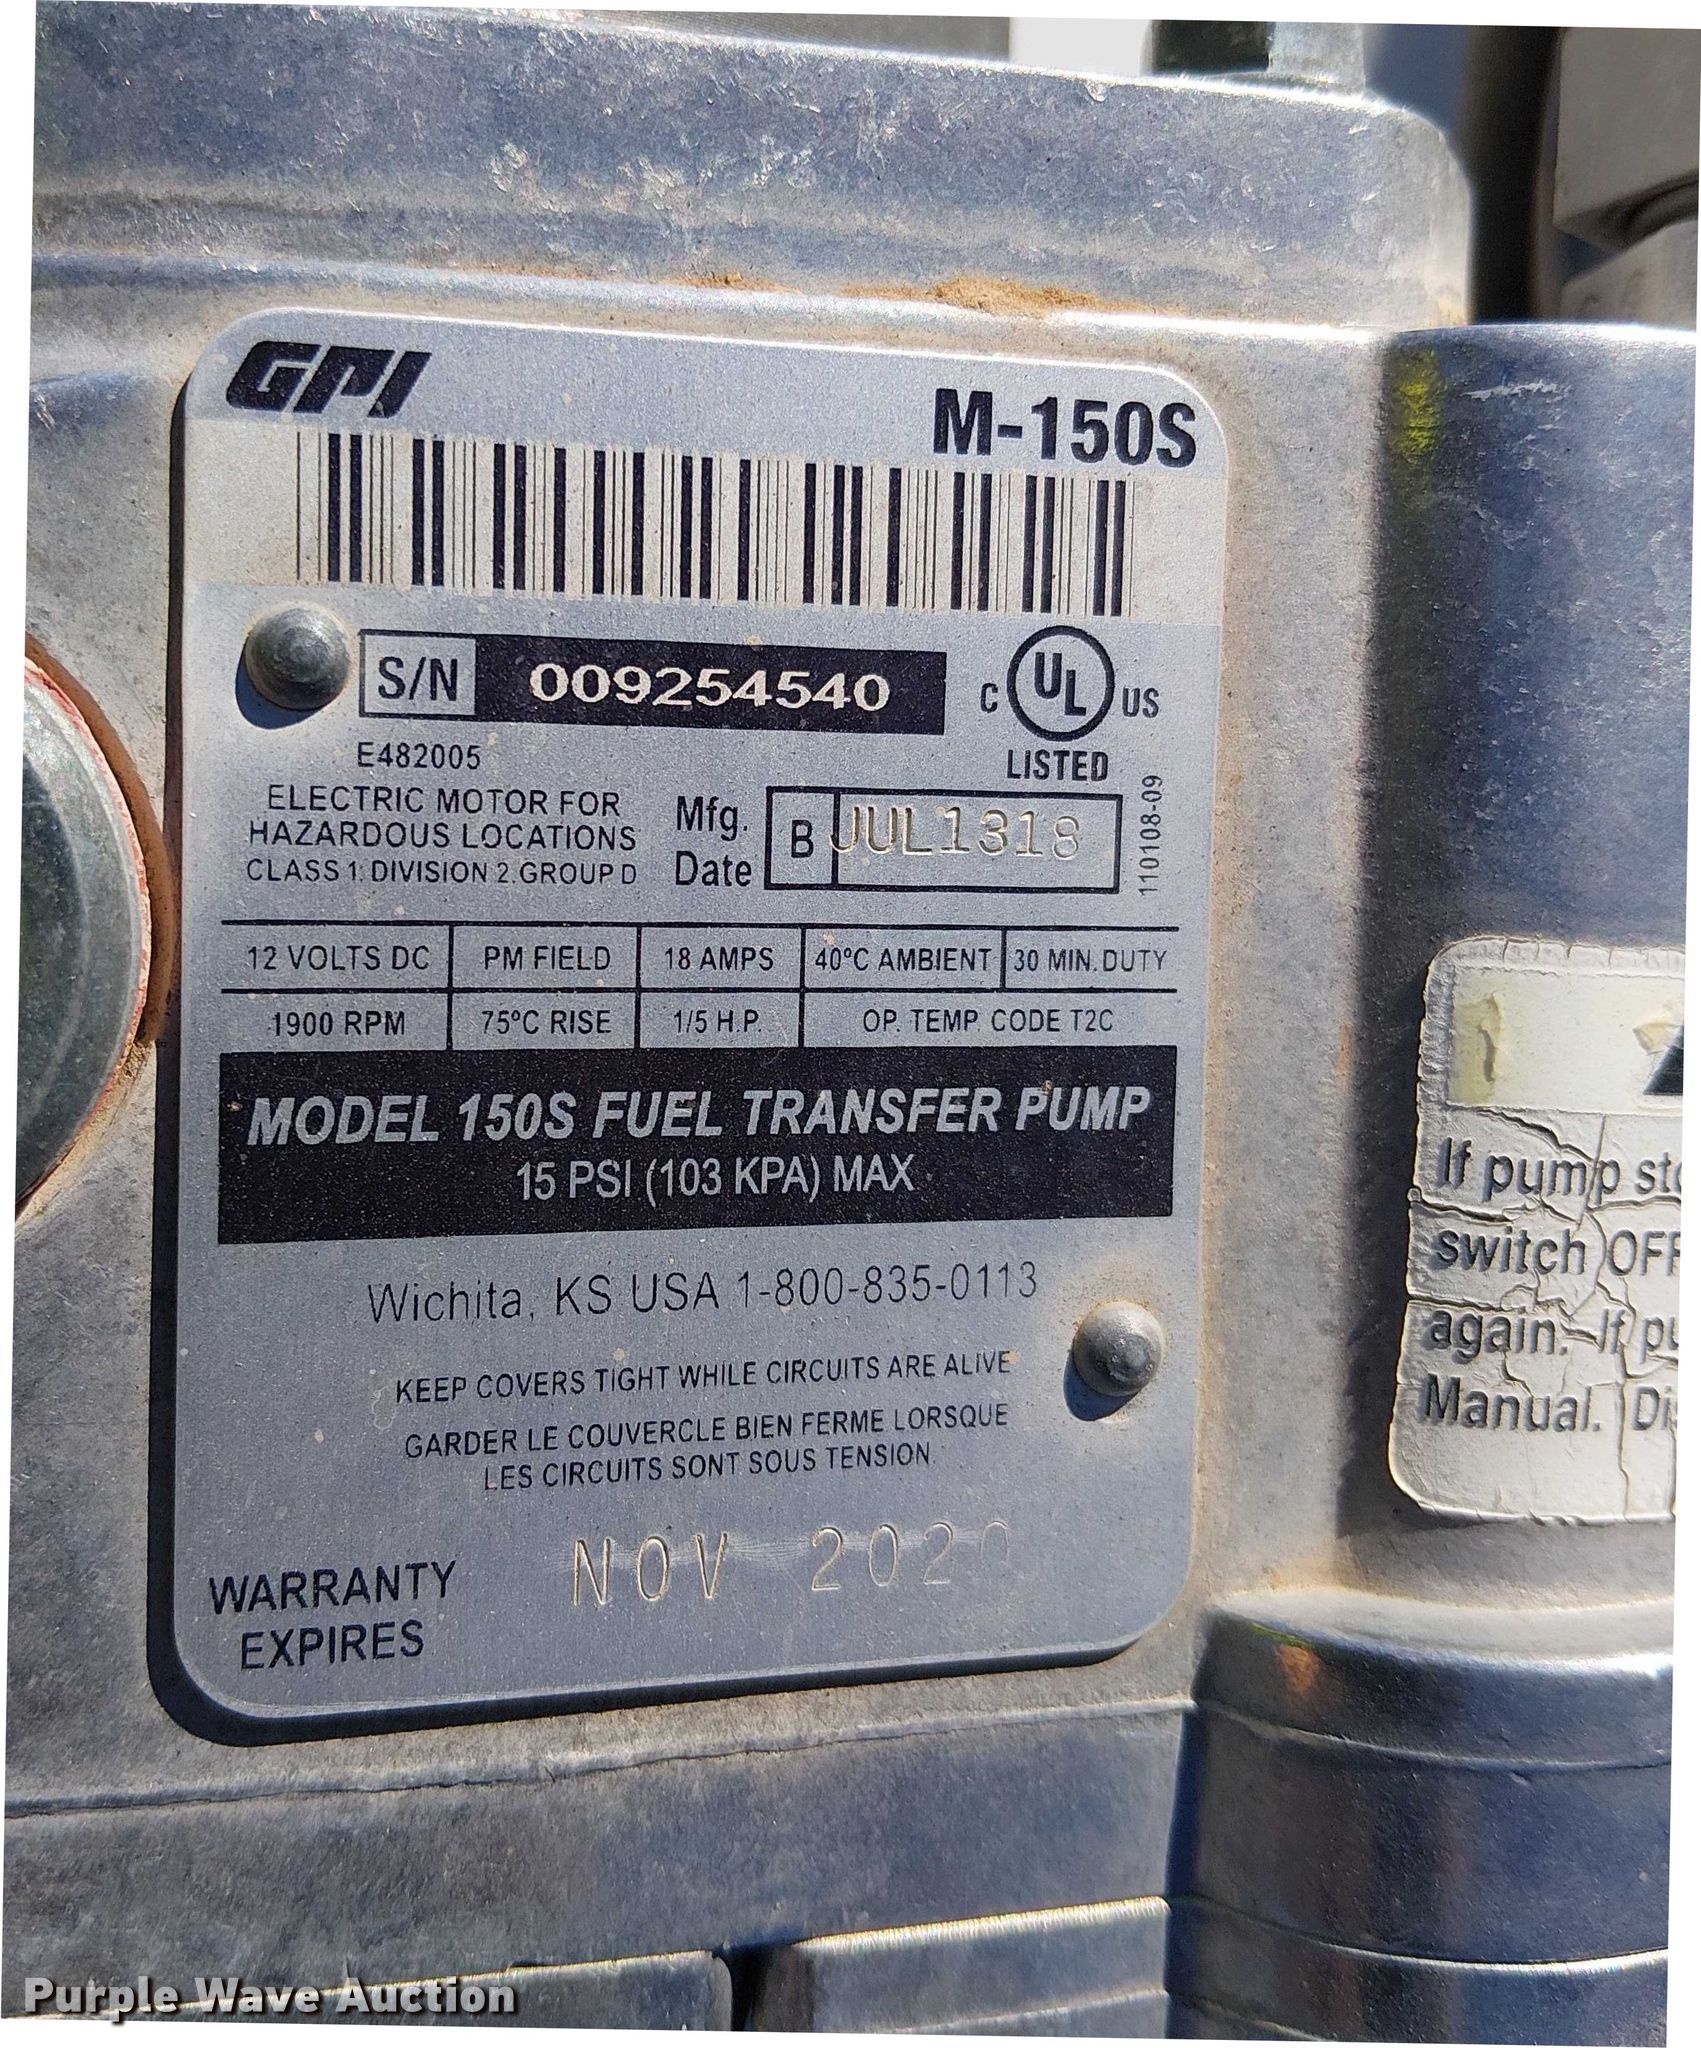 GPI
M-150S
S/N 009254540
C UL US
LISTED
E482005
ELECTRIC MOTOR FOR
HAZARDOUS LOCATIONS
CLASS 1. DIVISION 2. GROUP D
Mfg. Date B JUL1318
110108-09
12 VOLTS DC PM FIELD 18 AMPS 40°C AMBIENT 30 MIN. DUTY
1900 RPM 75°C RISE 1/5 H.P. OP. TEMP. CODE T2C
MODEL 150S FUEL TRANSFER PUMP
15 PSI (103 KPA) MAX
Wichita, KS USA 1-800-835-0113
KEEP COVERS TIGHT WHILE CIRCUITS ARE ALIVE
GARDER LE COUVERCLE BIEN FERME LORSQUE
LES CIRCUITS SONT SOUS TENSION.
WARRANTY
EXPIRES
NOV 2020
If pump
switch
again. If
Manual.
Purple Wave Auction